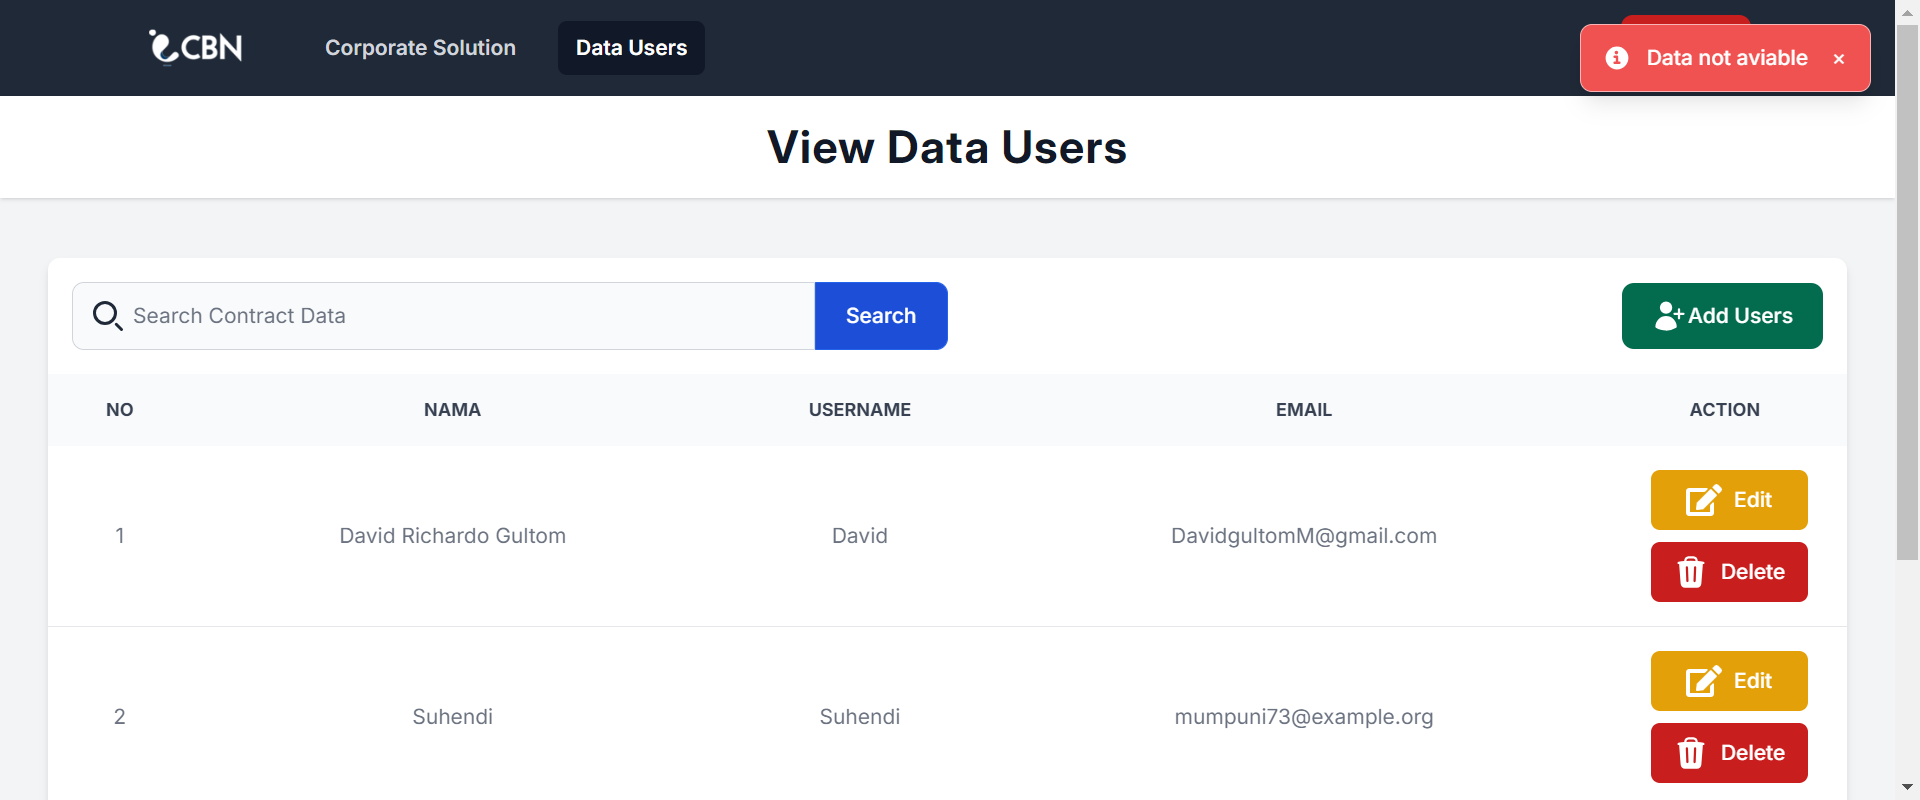 CBN
Corporate Solution
Data Users
Data not aviable ×
View Data Users
Search Contract Data
Search
Add Users
NO NAMA USERNAME EMAIL ACTION
1 David Richardo Gultom David DavidgultomM@gmail.com
Edit
Delete
2 Suhendi Suhendi mumpuni73@example.org
Edit
Delete